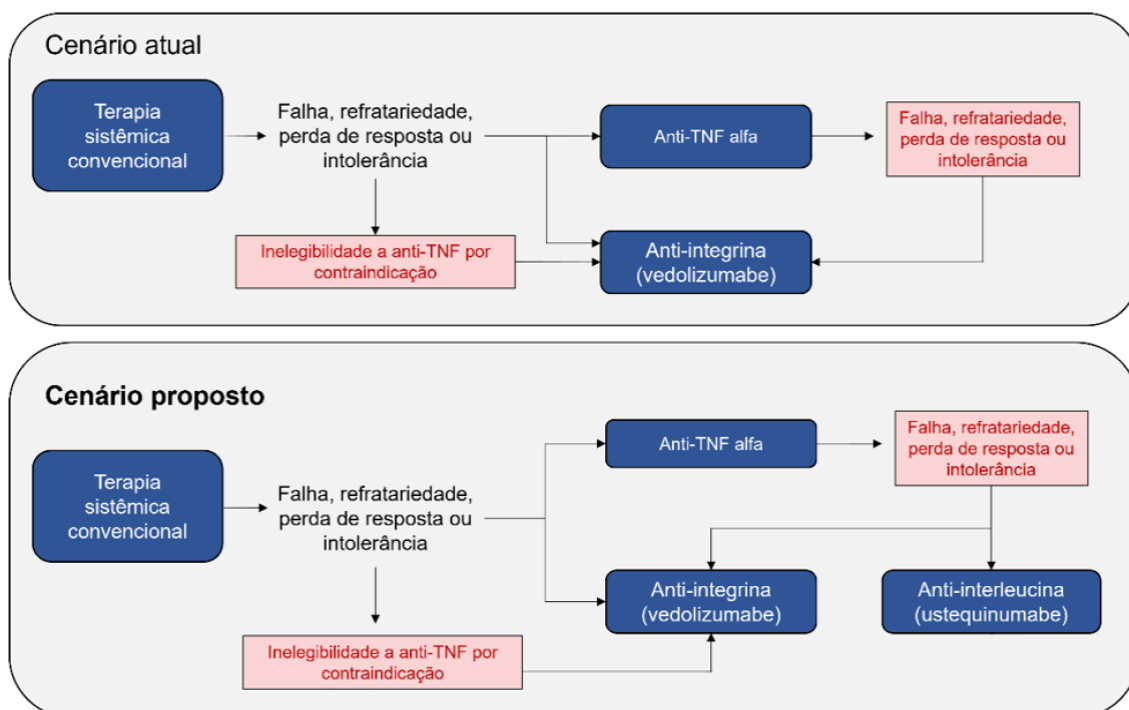 Cenário atual
Terapia
sistêmica
convencional
Falha, refratariedade,
perda de resposta ou
intolerância
Anti-TNF alfa
Falha, refratariedade,
perda de resposta ou
intolerância
Inelegibilidade a anti-TNF por
contraindicação
Anti-integrina
(vedolizumabe)
Cenário proposto
Terapia
sistêmica
convencional
Falha, refratariedade,
perda de resposta ou
intolerância
Anti-TNF alfa
Falha, refratariedade,
perda de resposta ou
intolerância
Anti-integrina
(vedolizumabe)
Anti-interleucina
(ustequinumabe)
Inelegibilidade a anti-TNF por
contraindicação